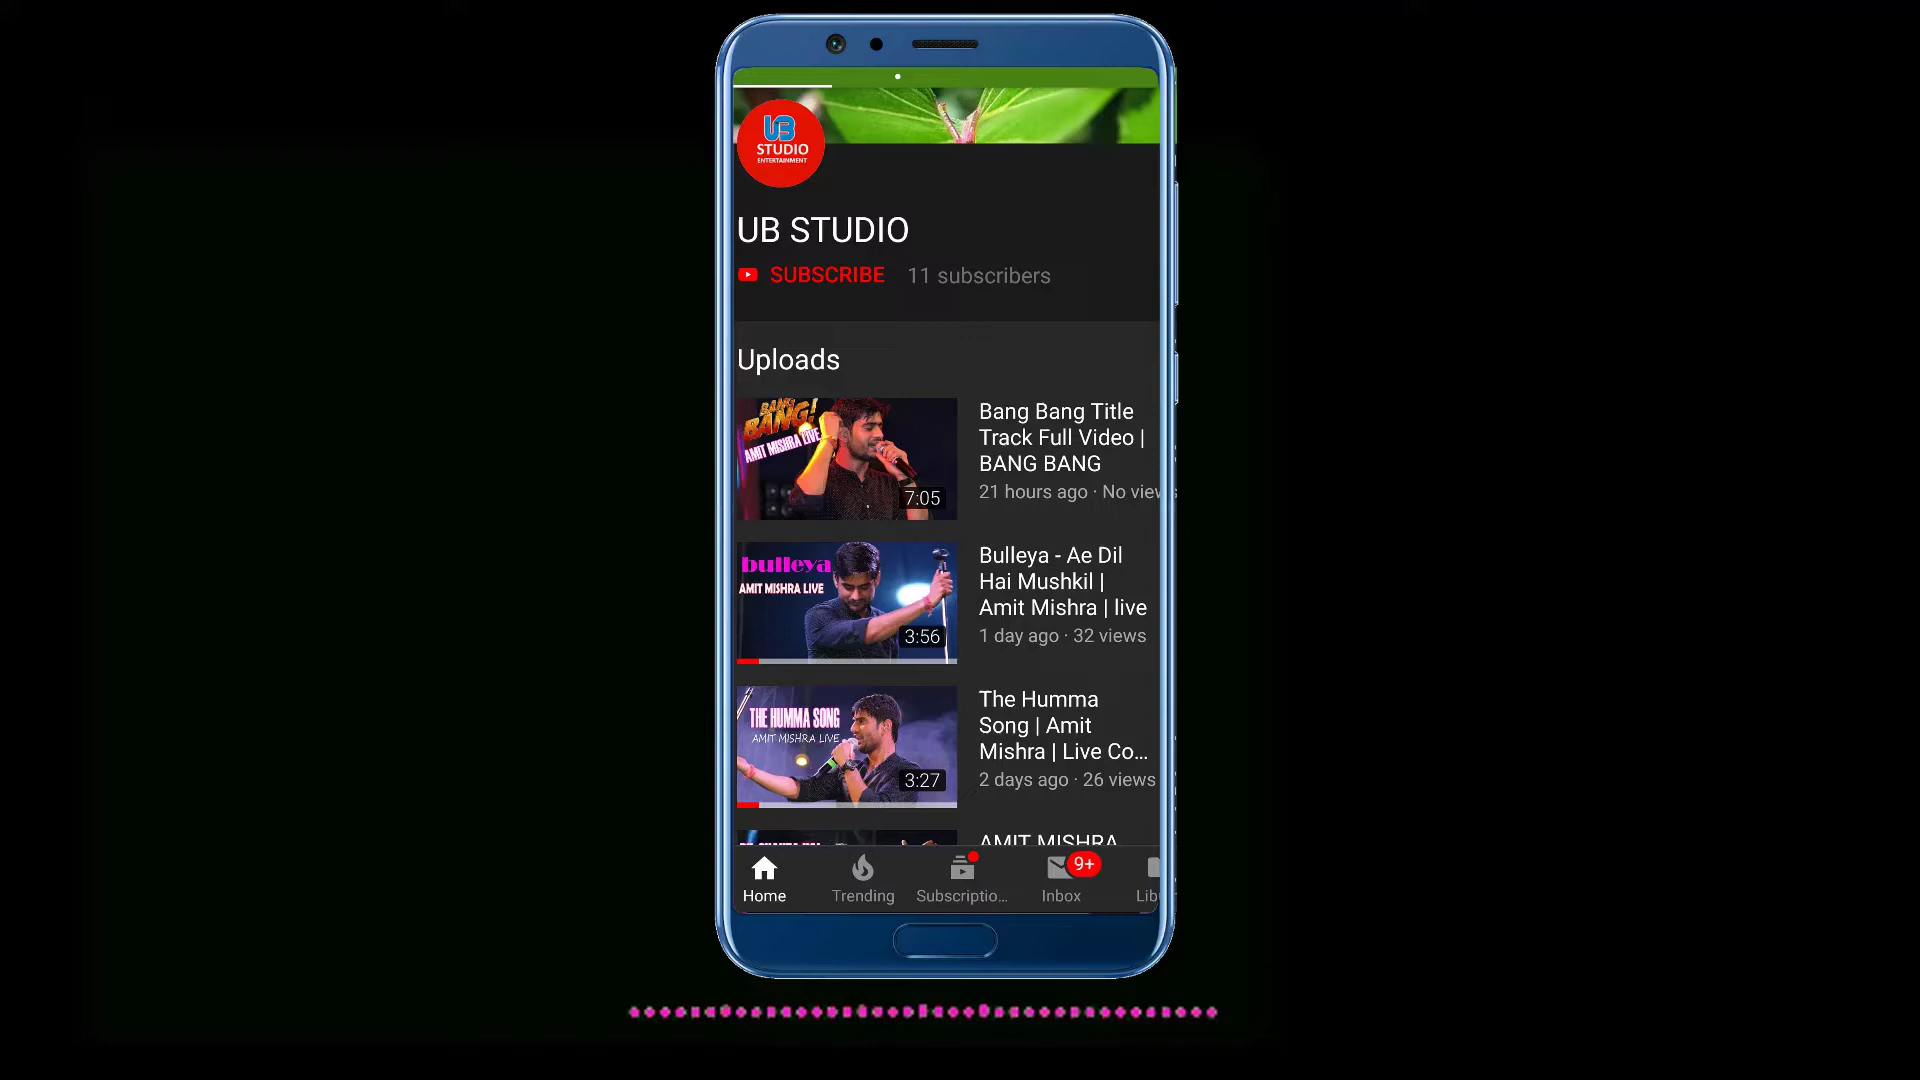 UB
STUDIO
ENTERTAINMENT
UB STUDIO
SUBSCRIBE 11 subscribers
Uploads
BANG
BANG!
AMIT MISHRA LIVE
7:05
Bang Bang Title
Track Full Video |
BANG BANG
21 hours ago · No views
bulleya
AMIT MISHRA LIVE
3:56
Bulleya - Ae Dil
Hai Mushkil |
Amit Mishra | live
1 day ago · 32 views
THE HUMMA SONG
AMIT MISHRA LIVE
3:27
The Humma
Song | Amit
Mishra | Live Co...
2 days ago · 26 views
AMIT MISHRA
Home
Trending
Subscriptio...
9+
Inbox
Lib